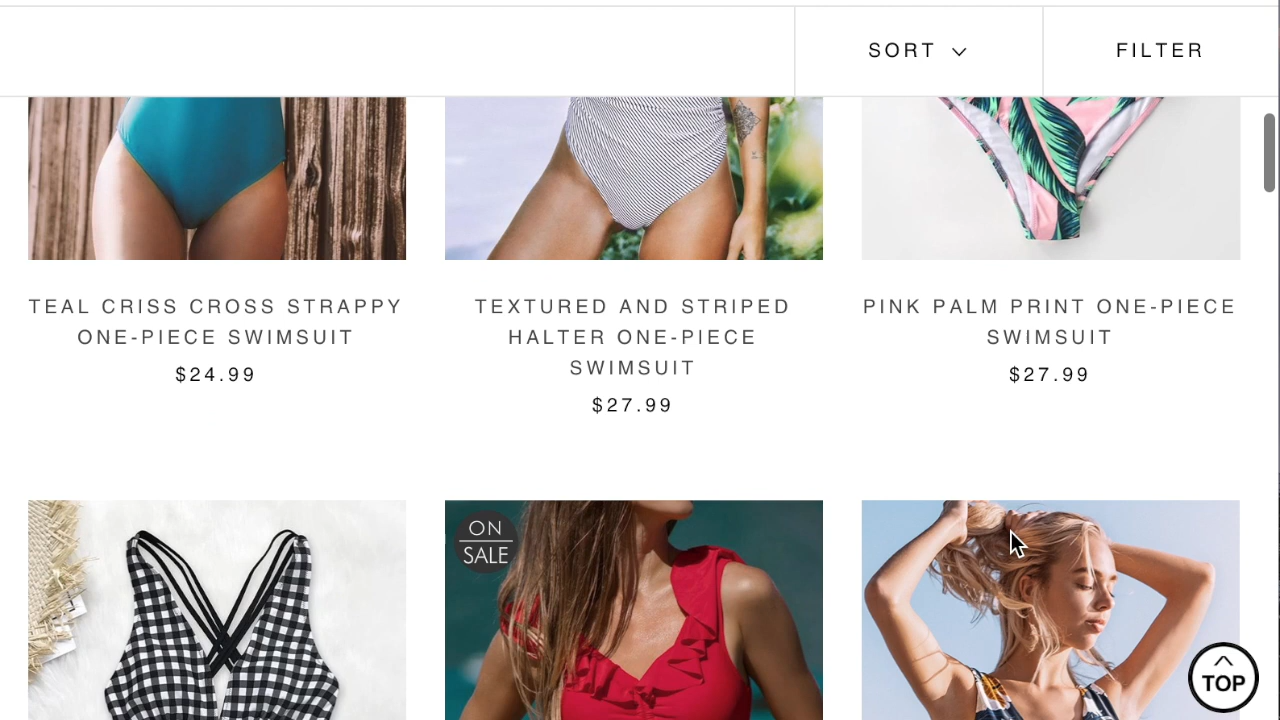 SORT
FILTER
TEAL CRISS CROSS STRAPPY
ONE-PIECE SWIMSUIT
$24.99
TEXTURED AND STRIPED
HALTER ONE-PIECE
SWIMSUIT
$27.99
PINK PALM PRINT ONE-PIECE
SWIMSUIT
$27.99
ON
SALE
TOP